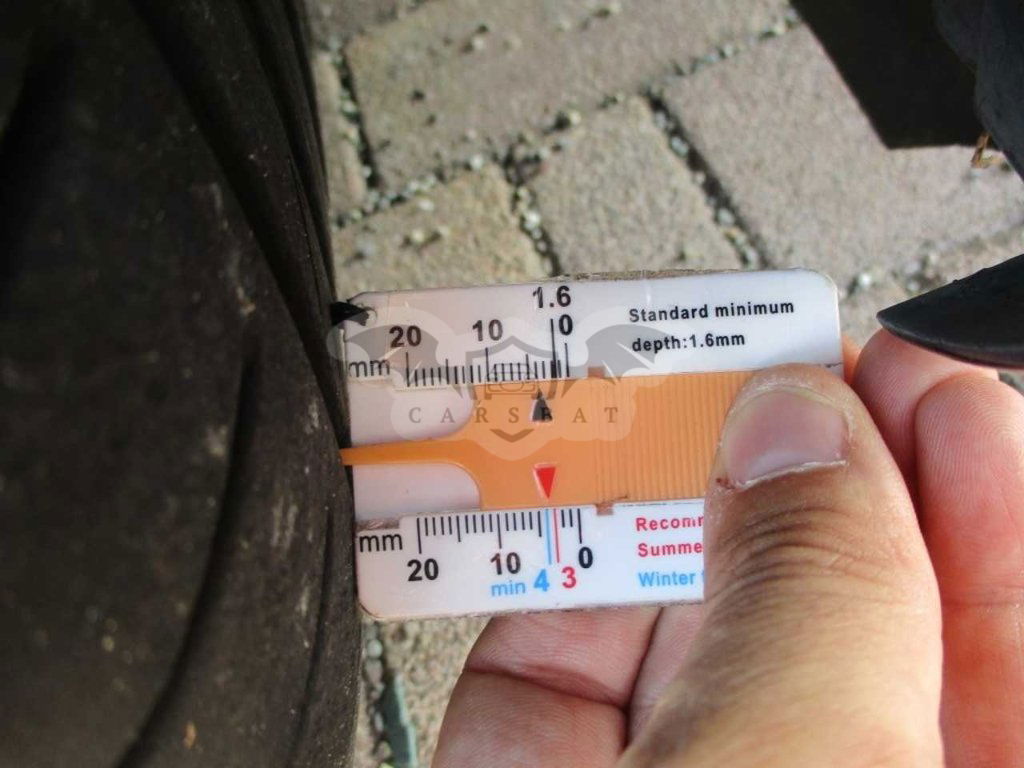 1.6
20 10 0
mm
Standard minimum
depth:1.6mm
CARSBAT
mm
20 10 0
min 4 3
Recom
Summe
Winter